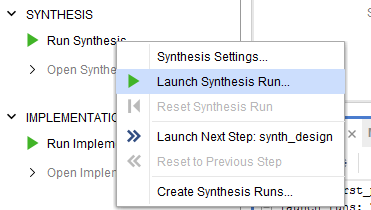 SYNTHESIS
Run Synthesis
Synthesis Settings...
Open Synthe
Launch Synthesis Run...
Reset Synthesis Run
IMPLEMENTATIO
Launch Next Step: synth_design
Run Implem
Reset to Previous Step
Open Implem
Create Synthesis Runs...